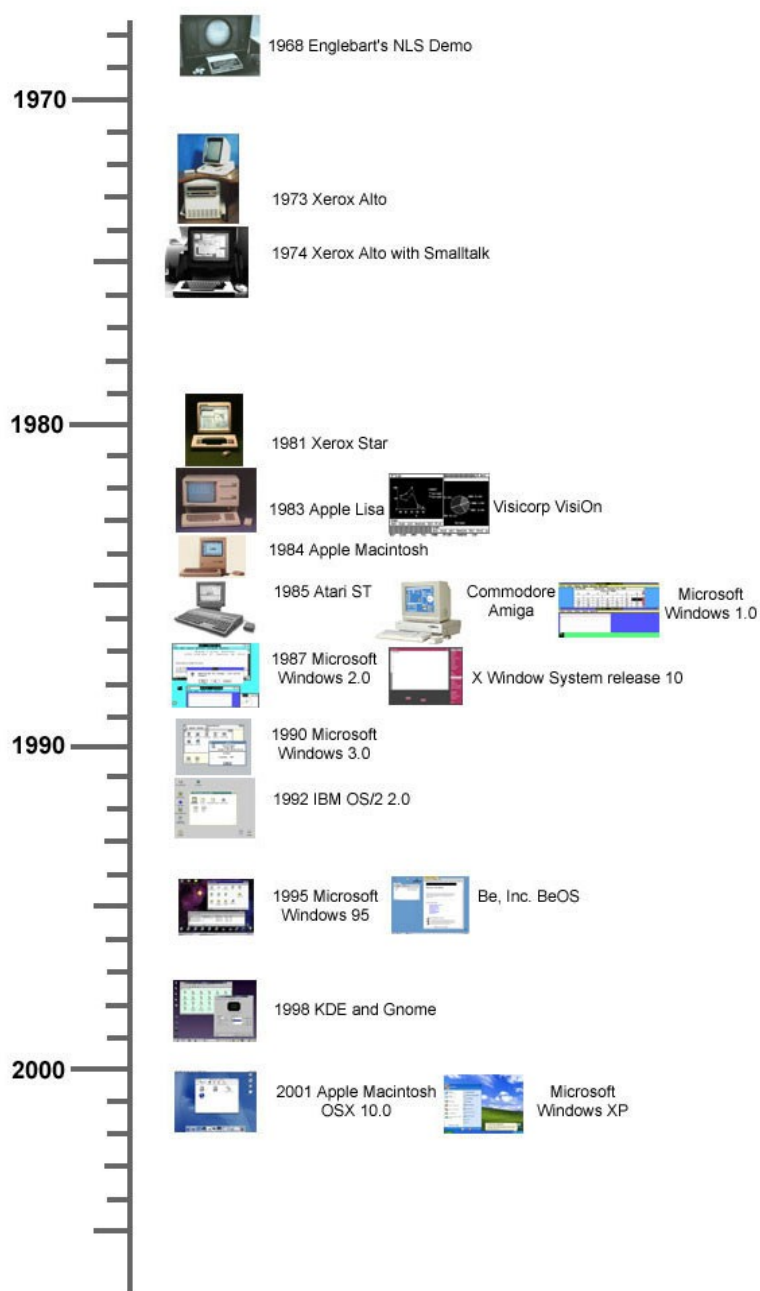 1968 Englebart's NLS Demo
1970
1973 Xerox Alto
1974 Xerox Alto with Smalltalk
1980
1981 Xerox Star
1983 Apple Lisa
Visicorp VisiOn
1984 Apple Macintosh
1985 Atari ST
Commodore
Amiga
Microsoft
Windows 1.0
1987 Microsoft
Windows 2.0
X Window System release 10
1990
1990 Microsoft
Windows 3.0
1992 IBM OS/2 2.0
1995 Microsoft
Windows 95
Be, Inc. BeOS
1998 KDE and Gnome
2000
2001 Apple Macintosh
OSX 10.0
Microsoft
Windows XP